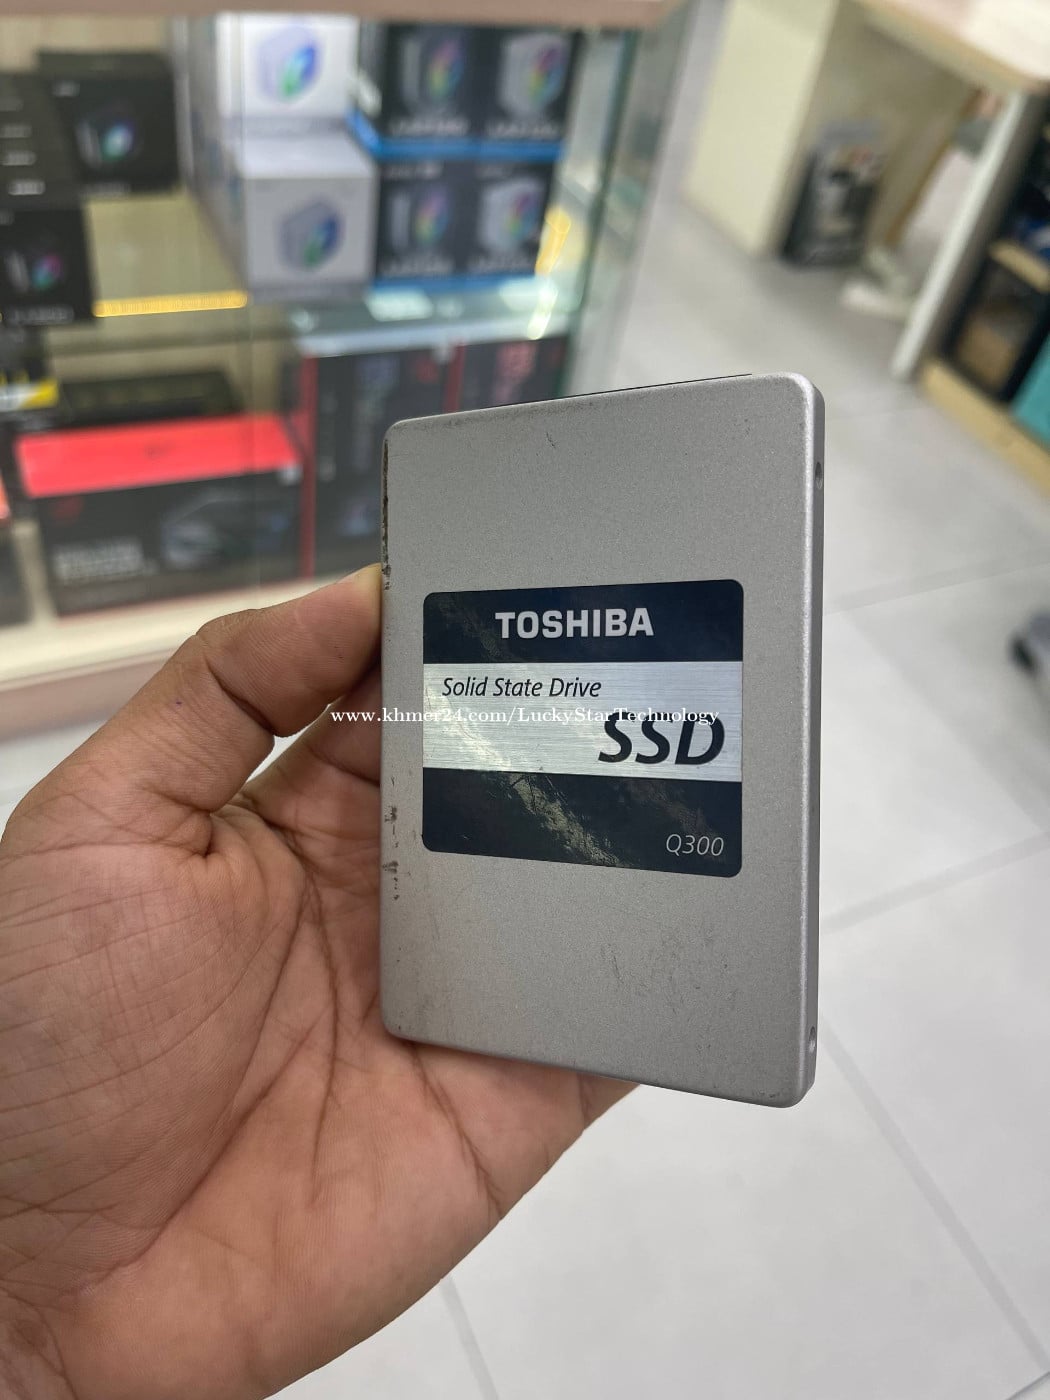 TOSHIBA
Solid State Drive
www.khmer24.com/LuckyStarTechnology
SSD
Q300